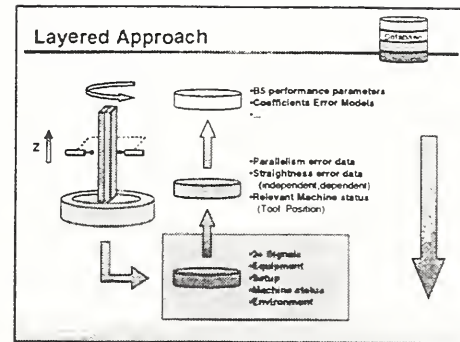 Layered Approach
Database
•B5 performance parameters
•Coefficients Error Models
•...
Z
•Parallelism error data
•Straightness error data
(independent,dependent)
•Relevant Machine status
(Tool Position)
Signals
•Equipment
•Setup
•Machine status
•Environment